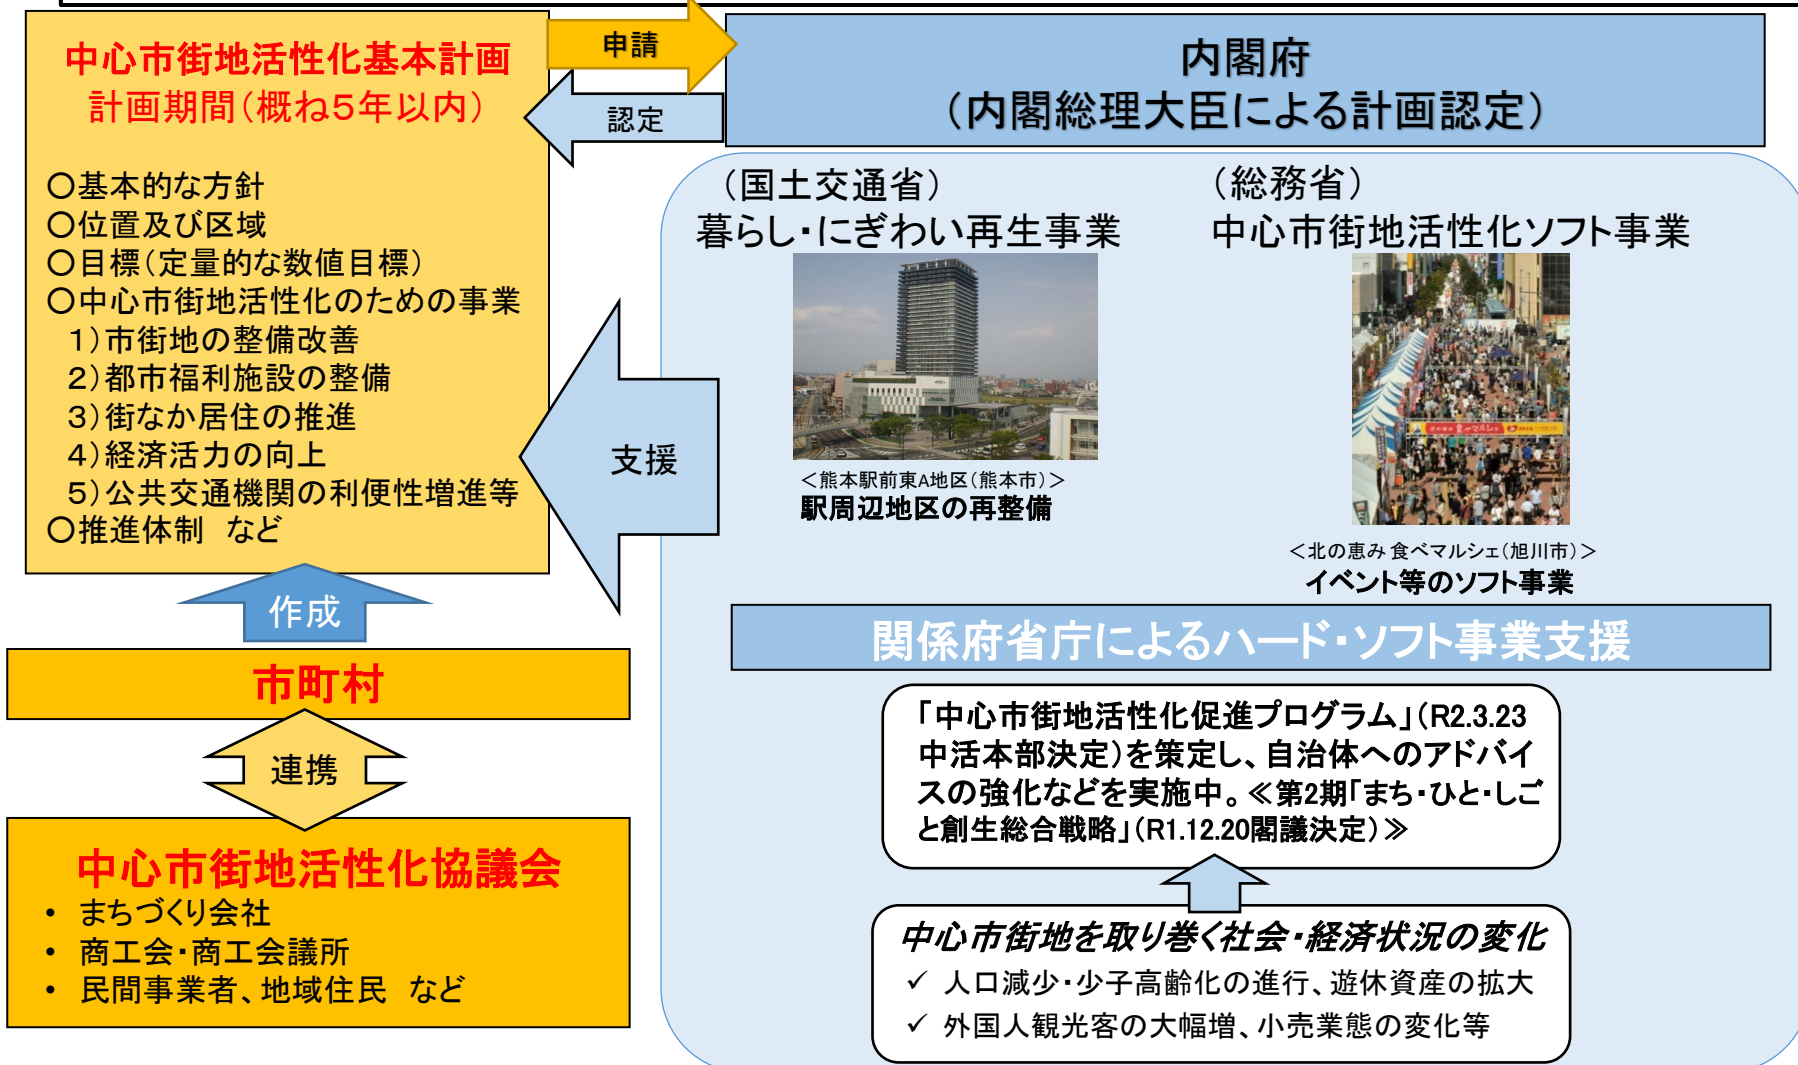 中心市街地活性化基本計画
計画期間（概ね５年以内）
〇基本的な方針
〇位置及び区域
〇目標（定量的な数値目標）
〇中心市街地活性化のための事業
１）市街地の整備改善
２）都市福利施設の整備
３）街なか居住の推進
４）経済活力の向上
５）公共交通機関の利便性増進等
〇推進体制　など
申請
認定
内閣府
（内閣総理大臣による計画認定）
支援
（国土交通省）
暮らし・にぎわい再生事業
＜熊本駅前東A地区（熊本市）＞
駅周辺地区の再整備
（総務省）
中心市街地活性化ソフト事業
食べマルシェ
＜北の恵み 食べマルシェ（旭川市）＞
イベント等のソフト事業
作成
市町村
連携
中心市街地活性化協議会
• まちづくり会社
• 商工会・商工会議所
• 民間事業者、地域住民　など
関係府省庁によるハード・ソフト事業支援
「中心市街地活性化促進プログラム」（R2.3.23
中活本部決定）を策定し、自治体へのアドバイ
スの強化などを実施中。≪第2期「まち・ひと・しご
と創生総合戦略」（R1.12.20閣議決定）≫
中心市街地を取り巻く社会・経済状況の変化
✓ 人口減少・少子高齢化の進行、遊休資産の拡大
✓ 外国人観光客の大幅増、小売業態の変化等